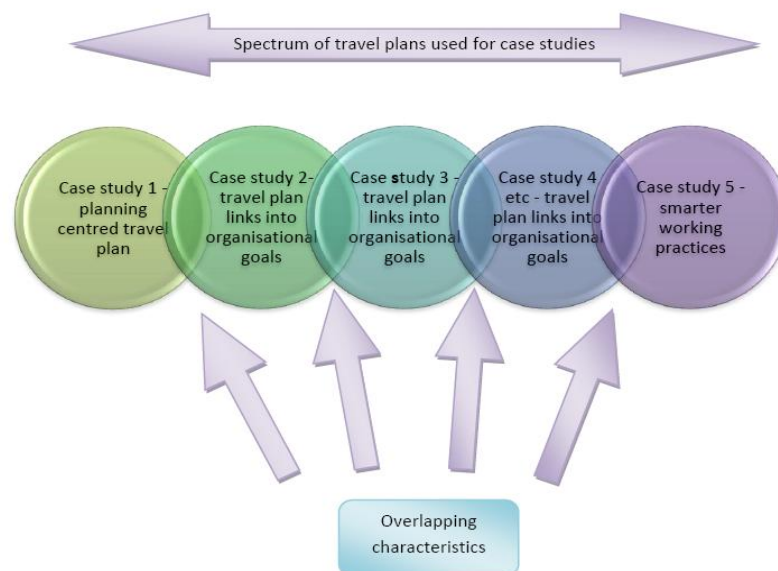 Spectrum of travel plans used for case studies
Case study 1 -
planning
centred travel
plan
Case study 2-
travel plan
links into
organisational
goals
Case study 3 -
travel plan
links into
organisational
goals
Case study 4
etc - travel
plan links into
organisational
goals
Case study 5 -
smarter
working
practices
Overlapping
characteristics